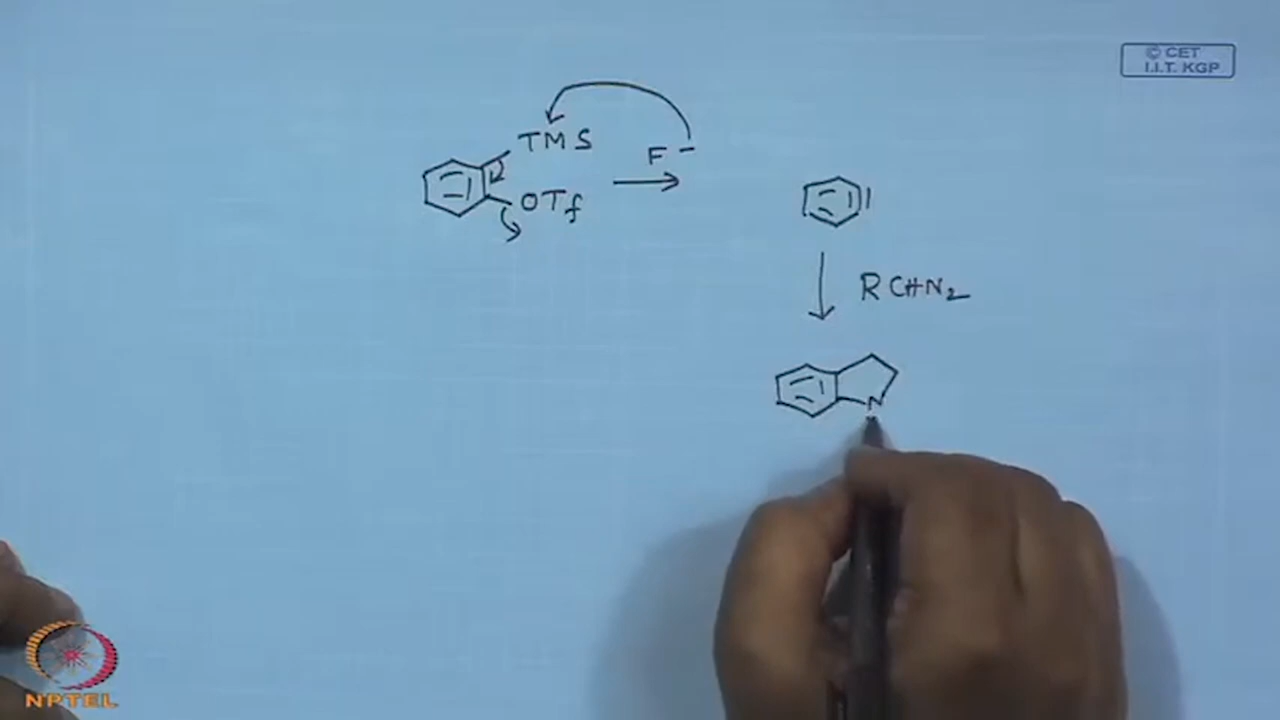 © CET
I.I.T. KGP
TMS
F –
OTf
RCHN2
N
NPTEL